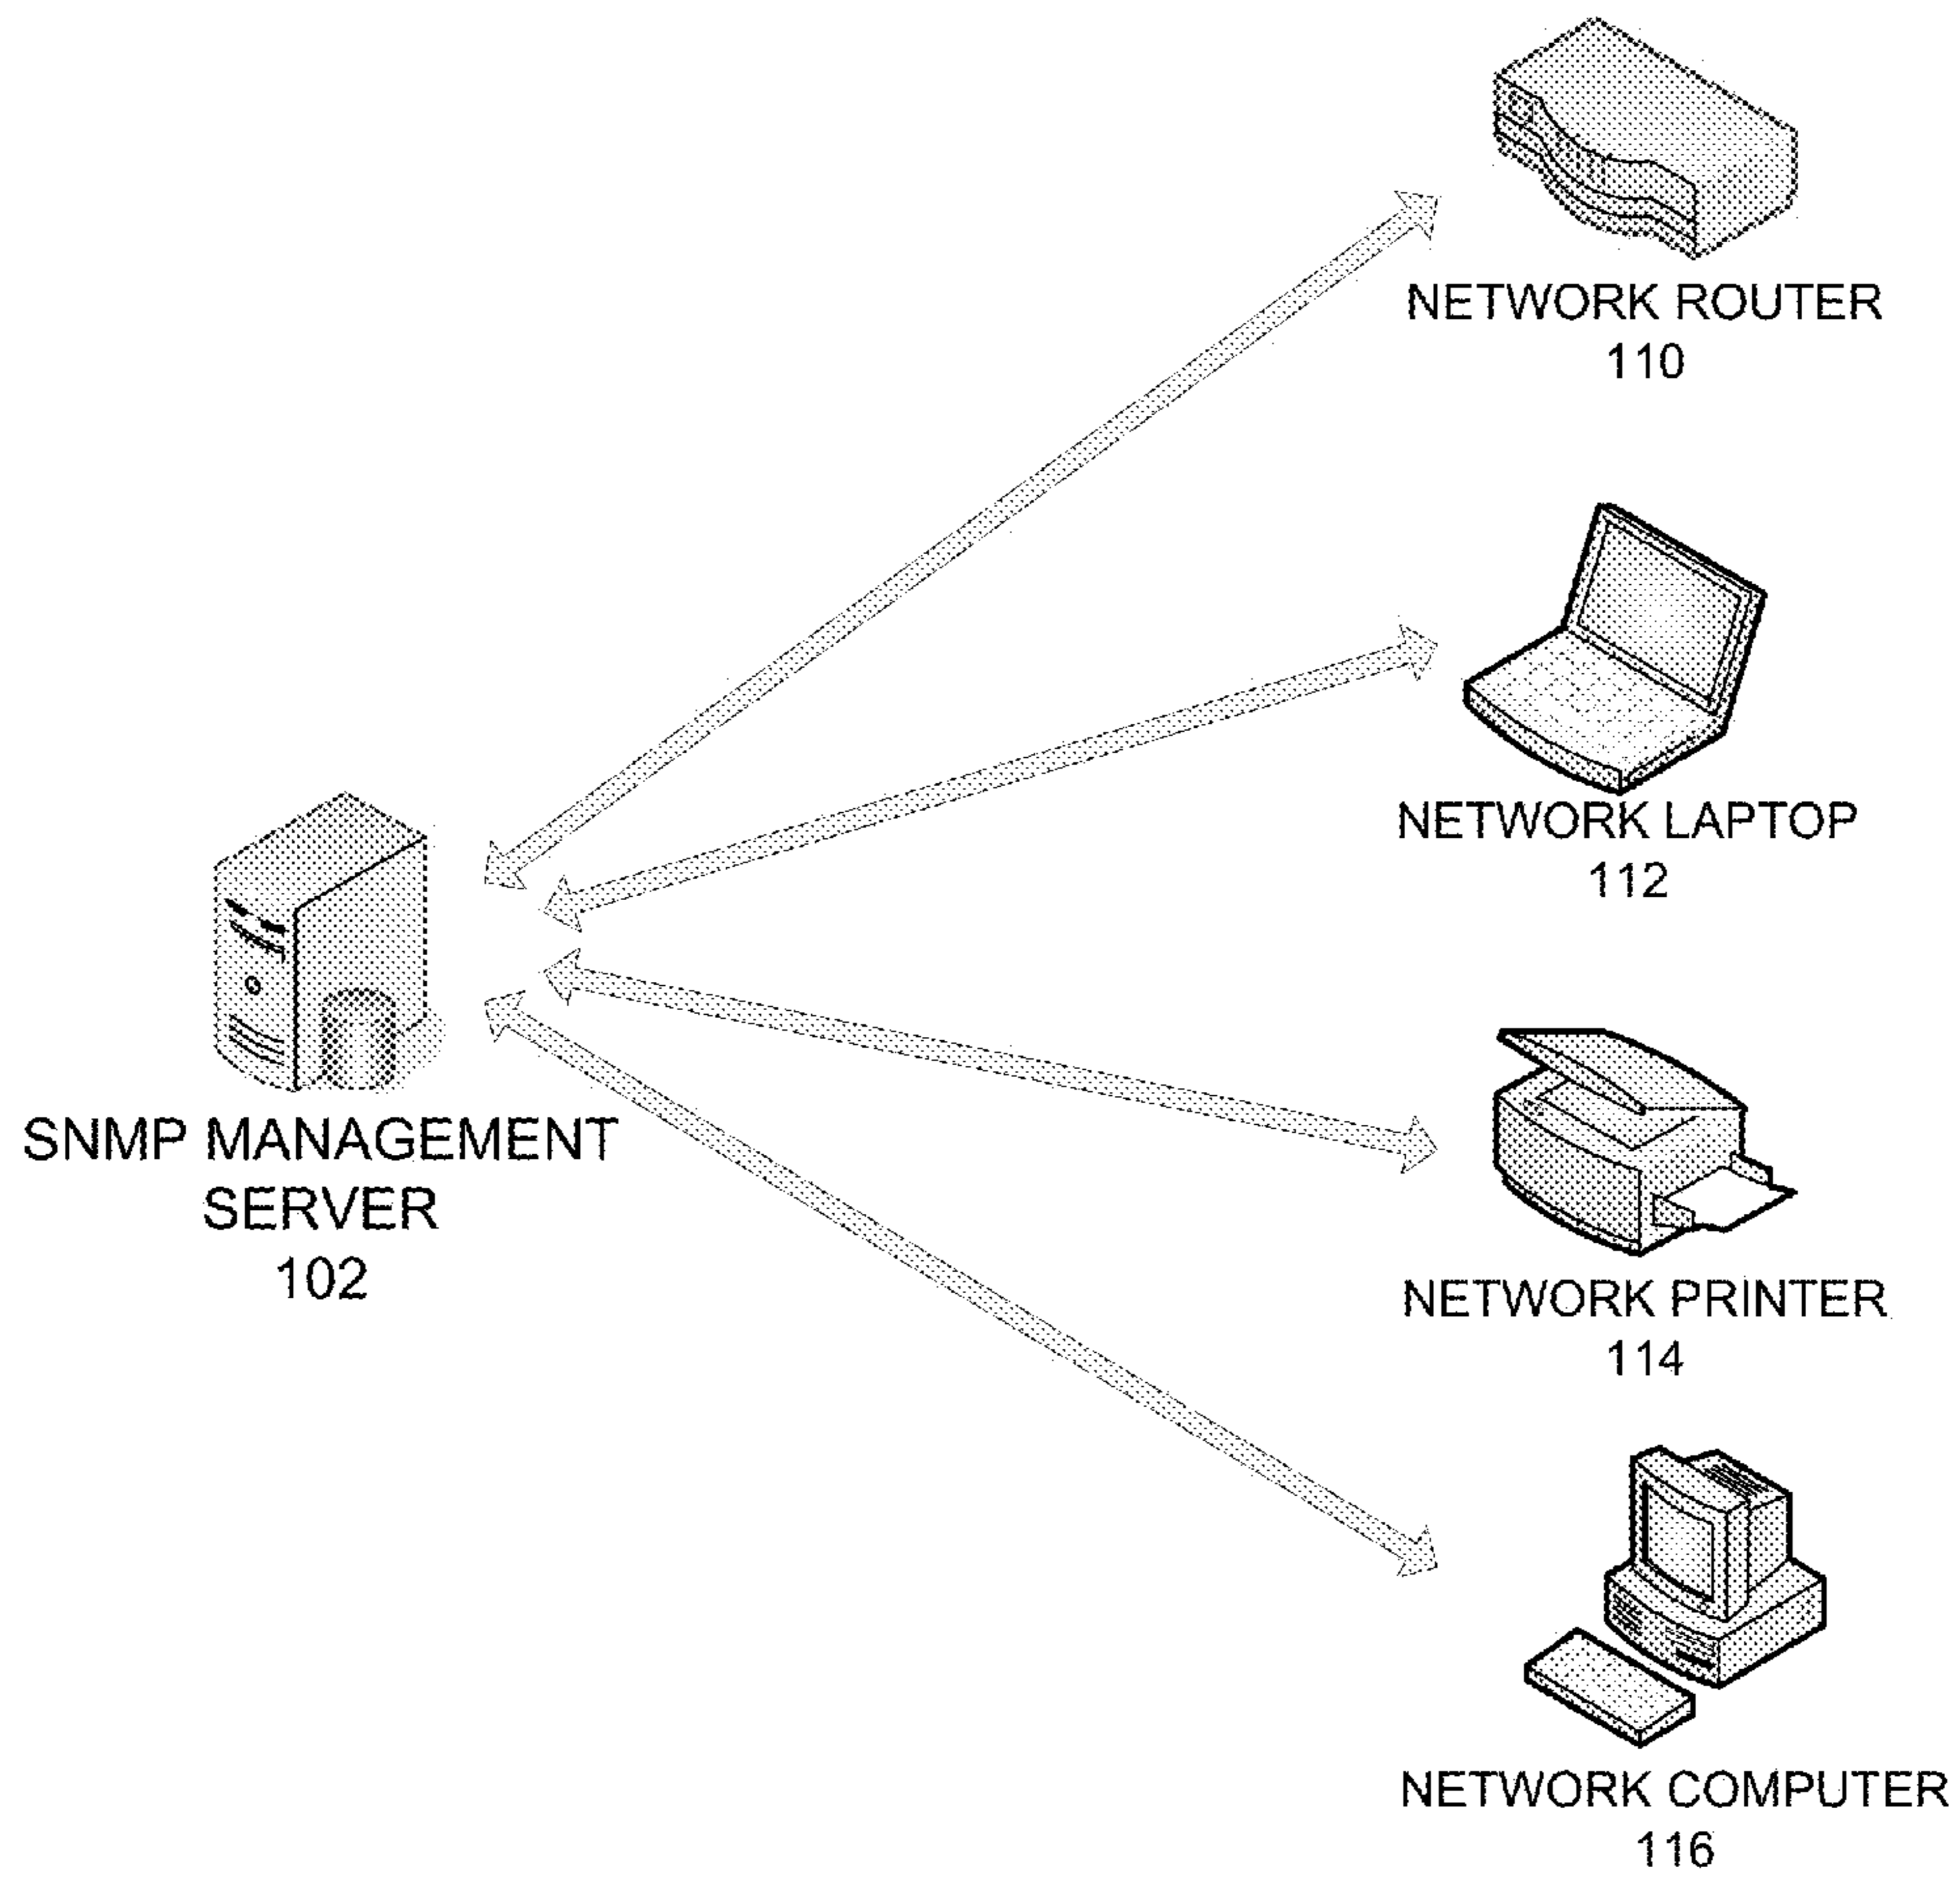 NETWORK ROUTER
110
NETWORK LAPTOP
112
SNMP MANAGEMENT
SERVER
102
NETWORK PRINTER
114
NETWORK COMPUTER
116